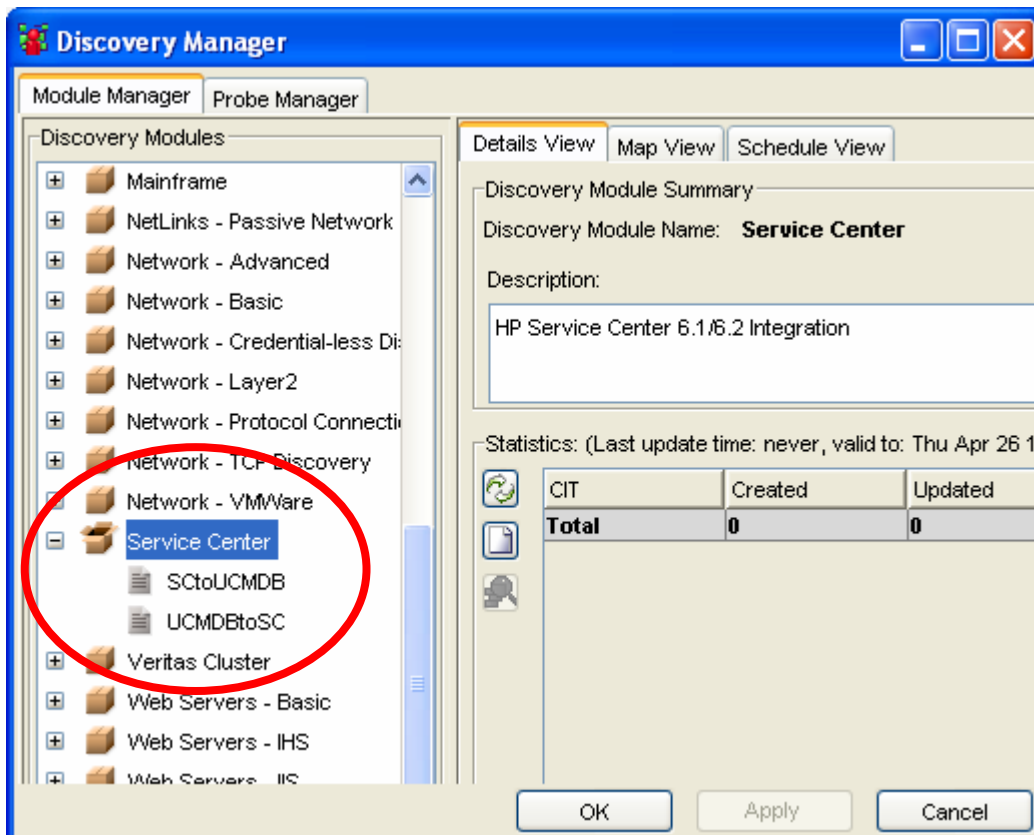 Discovery Manager
Module Manager
Probe Manager
Discovery Modules
Mainframe
NetLinks - Passive Network
Network - Advanced
Network - Basic
Network - Credential-less Di
Network - Layer2
Network - Protocol Connecti
Network - TCP Discovery
Network - VMWare
Service Center
SCtoUCMDB
UCMDBtoSC
Veritas Cluster
Web Servers - Basic
Web Servers - IHS
Web Servers - IIS
Details View
Map View
Schedule View
Discovery Module Summary
Discovery Module Name: Service Center
Description:
HP Service Center 6.1/6.2 Integration
Statistics: (Last update time: never, valid to: Thu Apr 26 1
CIT Created Updated
Total 0 0
OK Apply Cancel